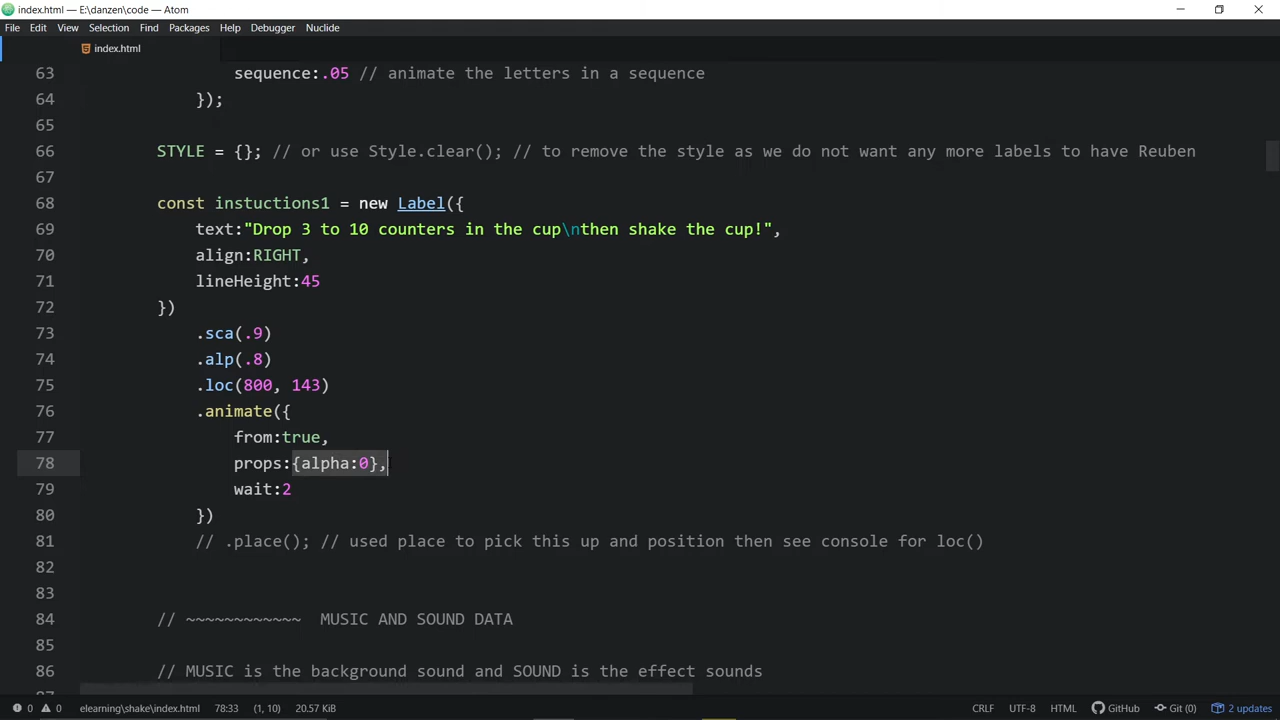 index.html — E:\danzen\code — Atom
File Edit View Selection Find Packages Help Debugger Nuclide
index.html
63 sequence:.05 // animate the letters in a sequence
64 });
65
66 STYLE = {}; // or use Style.clear(); // to remove the style as we do not want any more labels to have Reuben
67
68 const instuctions1 = new Label({
69 text:"Drop 3 to 10 counters in the cup\nthen shake the cup!",
70 align:RIGHT,
71 lineHeight:45
72 })
73 .sca(.9)
74 .alp(.8)
75 .loc(800, 143)
76 .animate({
77 from:true,
78 props:{alpha:0},
79 wait:2
80 })
81 // .place(); // used place to pick this up and position then see console for loc()
82
83
84 // ~~~~~~~~~~~~ MUSIC AND SOUND DATA
85
86 // MUSIC is the background sound and SOUND is the effect sounds
87
0 0 elearning\shake\index.html 78:33 (1, 10) 20.57 KiB CRLF UTF-8 HTML GitHub Git (0) 2 updates